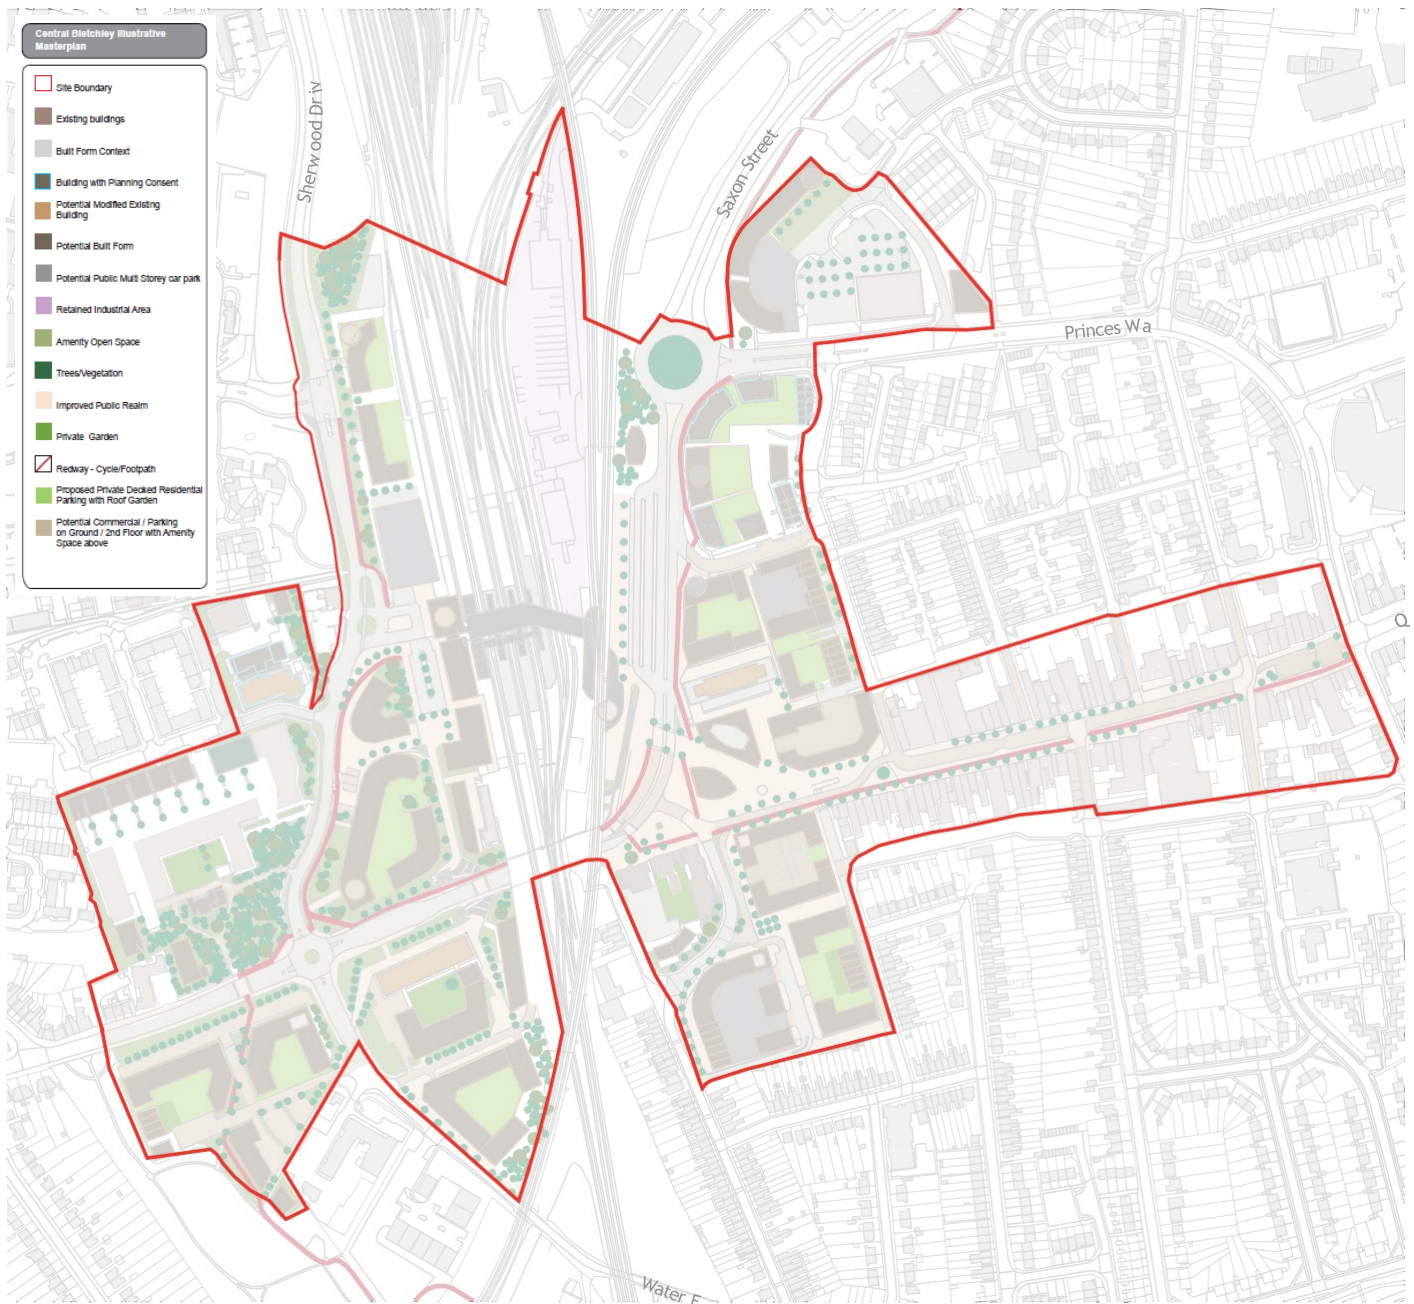 Central Bletchley Illustrative
Masterplan
Site Boundary
Existing buildings
Built Form Context
Building with Planning Consent
Potential Modified Existing
Building
Potential Built Form
Potential Public Multi Storey car park
Retained Industrial Area
Amenity Open Space
Trees/Vegetation
Improved Public Realm
Private Garden
Redway - Cycle/Footpath
Proposed Private Decked Residential
Parking with Roof Garden
Potential Commercial / Parking
on Ground / 2nd Floor with Amenity
Space above
Sherwood Driv
Saxon Street
Princes Wa
Q
Water E